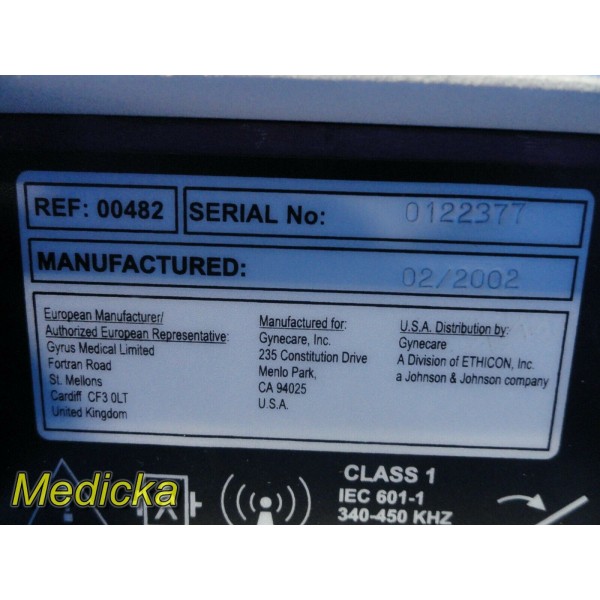 REF: 00482
SERIAL No: 0122377
MANUFACTURED: 02/2002
European Manufacturer/
Authorized European Representative:
Gyrus Medical Limited
Fortran Road
St. Mellons
Cardiff CF3 0LT
United Kingdom
Manufactured for:
Gynecare, Inc.
235 Constitution Drive
Menlo Park,
CA 94025
U.S.A.
U.S.A. Distribution by:
Gynecare
A Division of ETHICON, Inc.
a Johnson & Johnson company
CLASS 1
IEC 601-1
340-450 KHZ
Medicka